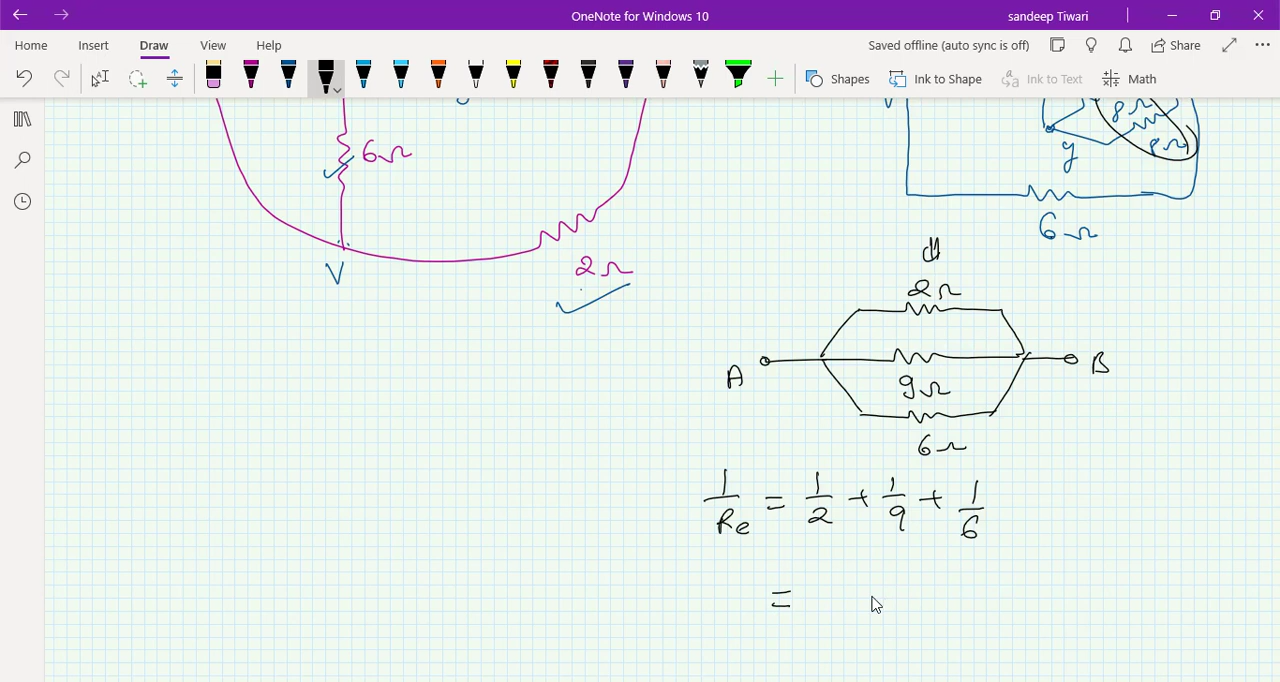 OneNote for Windows 10
sandeep Tiwari
Home Insert Draw View Help
Saved offline (auto sync is off) Share
Shapes Ink to Shape Ink to Text Math
6Ω
V
2Ω
8Ω
8Ω
y
6Ω
d
2Ω
A
B
9Ω
6Ω
1/Re = 1/2 + 1/9 + 1/6
=